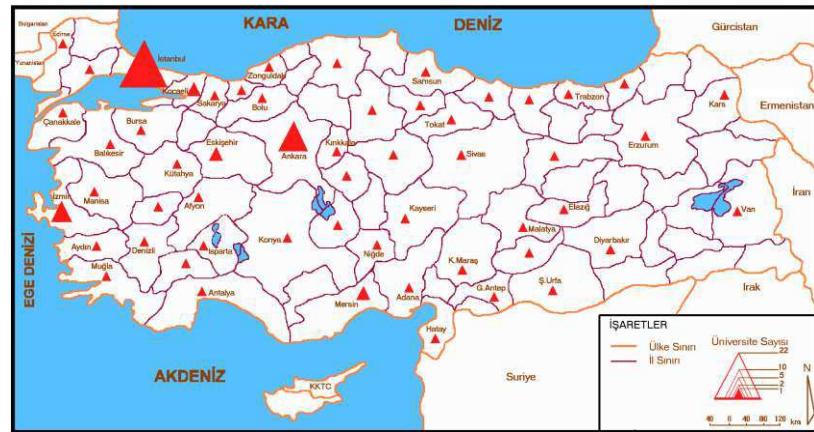 KARA
DENİZ
Bulgaristan
Yunanistan
Gürcistan
Ermenistan
İran
Irak
Suriye
KKTC
EGE DENİZİ
AKDENİZ
Edirne
İstanbul
Kocaeli
Sakarya
Zonguldak
Bolu
Samsun
Tokat
Trabzon
Kars
Çanakkale
Bursa
Balıkesir
Eskişehir
Ankara
Kırıkkale
Sivas
Erzurum
Kütahya
İzmir
Manisa
Afyon
Kayseri
Elazığ
Van
Aydın
Denizli
Isparta
Konya
Niğde
Malatya
Diyarbakır
Muğla
Antalya
Mersin
Adana
K.Maraş
G.Antep
Ş.Urfa
Hatay
İŞARETLER
Ülke Sınırı
İl Sınırı
Üniversite Sayısı
22
10
5
2
1
N
40 0 40 80 120
km